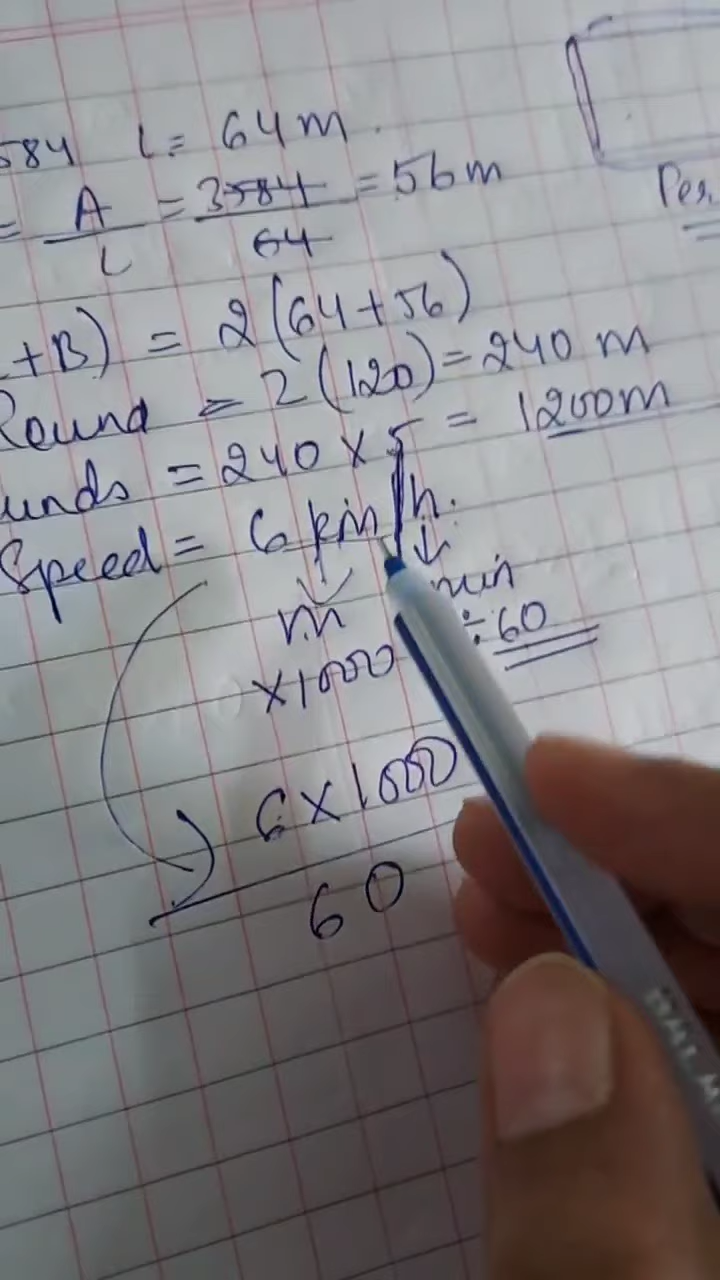 584 L = 64 m.
= A / L = 3584 / 64 = 56 m
+B) = 2(64+56)
Round = 2(120) = 240 m
unds = 240 × 5 = 1200m
Speed = 6 km/h.
m min
×1000 ÷60
6×1000
60
Per